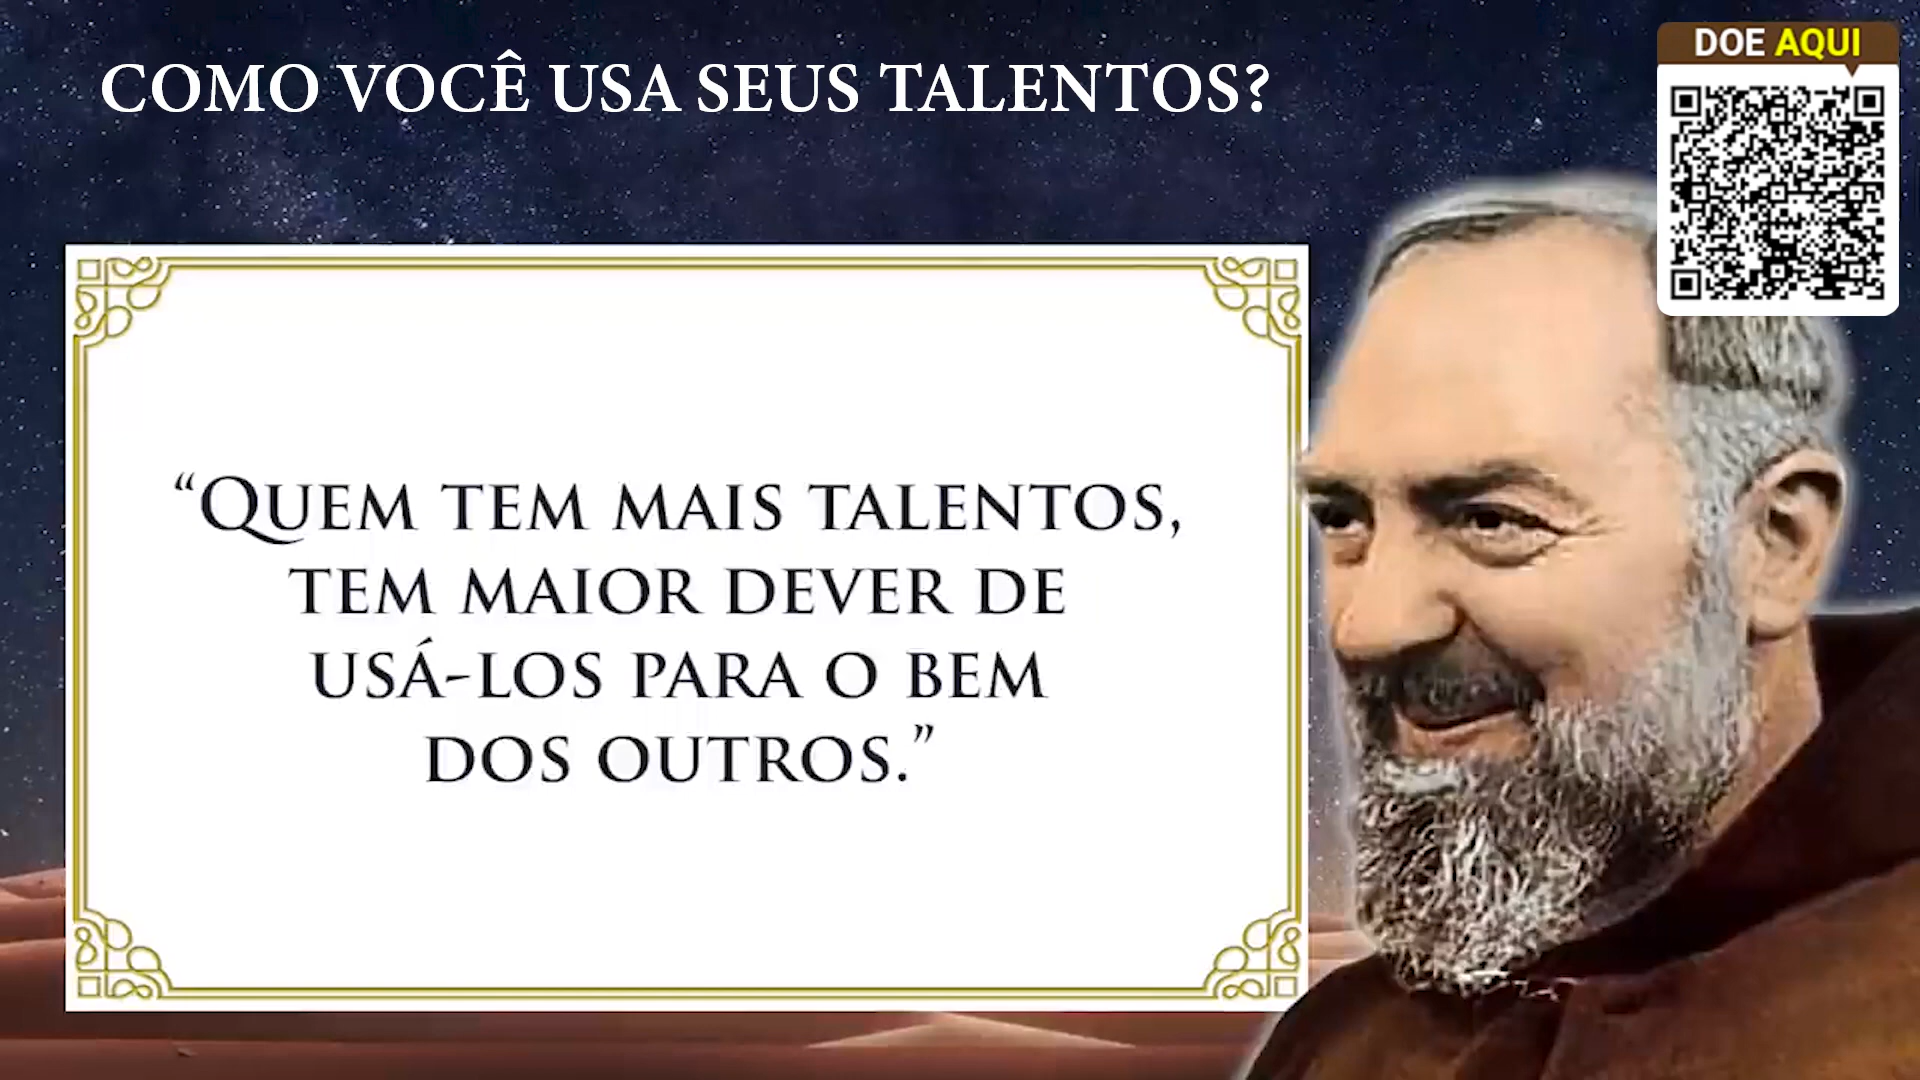 COMO VOCÊ USA SEUS TALENTOS?
DOE AQUI
“QUEM TEM MAIS TALENTOS,
TEM MAIOR DEVER DE
USÁ-LOS PARA O BEM
DOS OUTROS.”